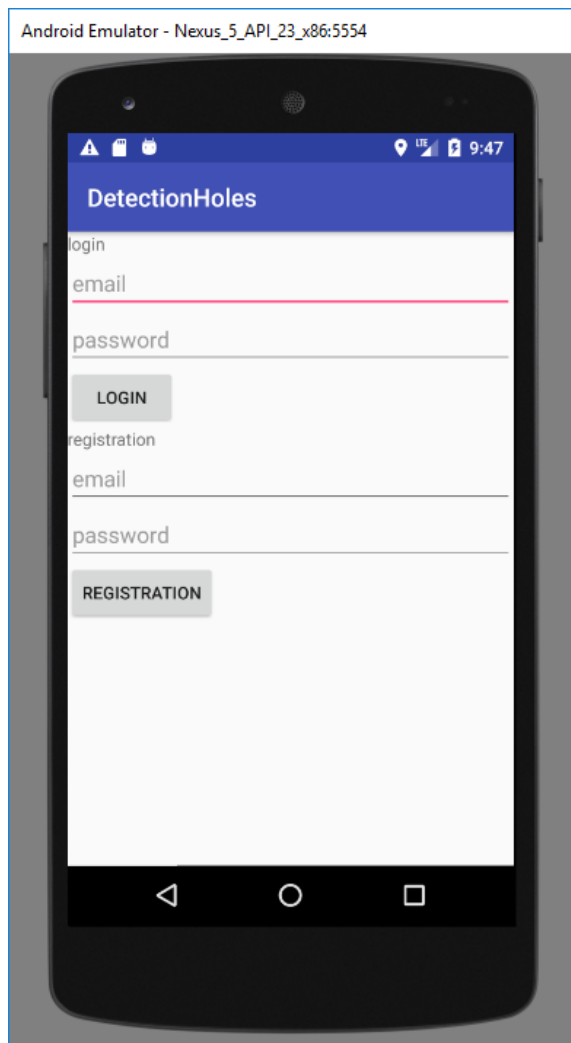 Android Emulator - Nexus_5_API_23_x86:5554
LTE 9:47
DetectionHoles
login
email
password
LOGIN
registration
email
password
REGISTRATION